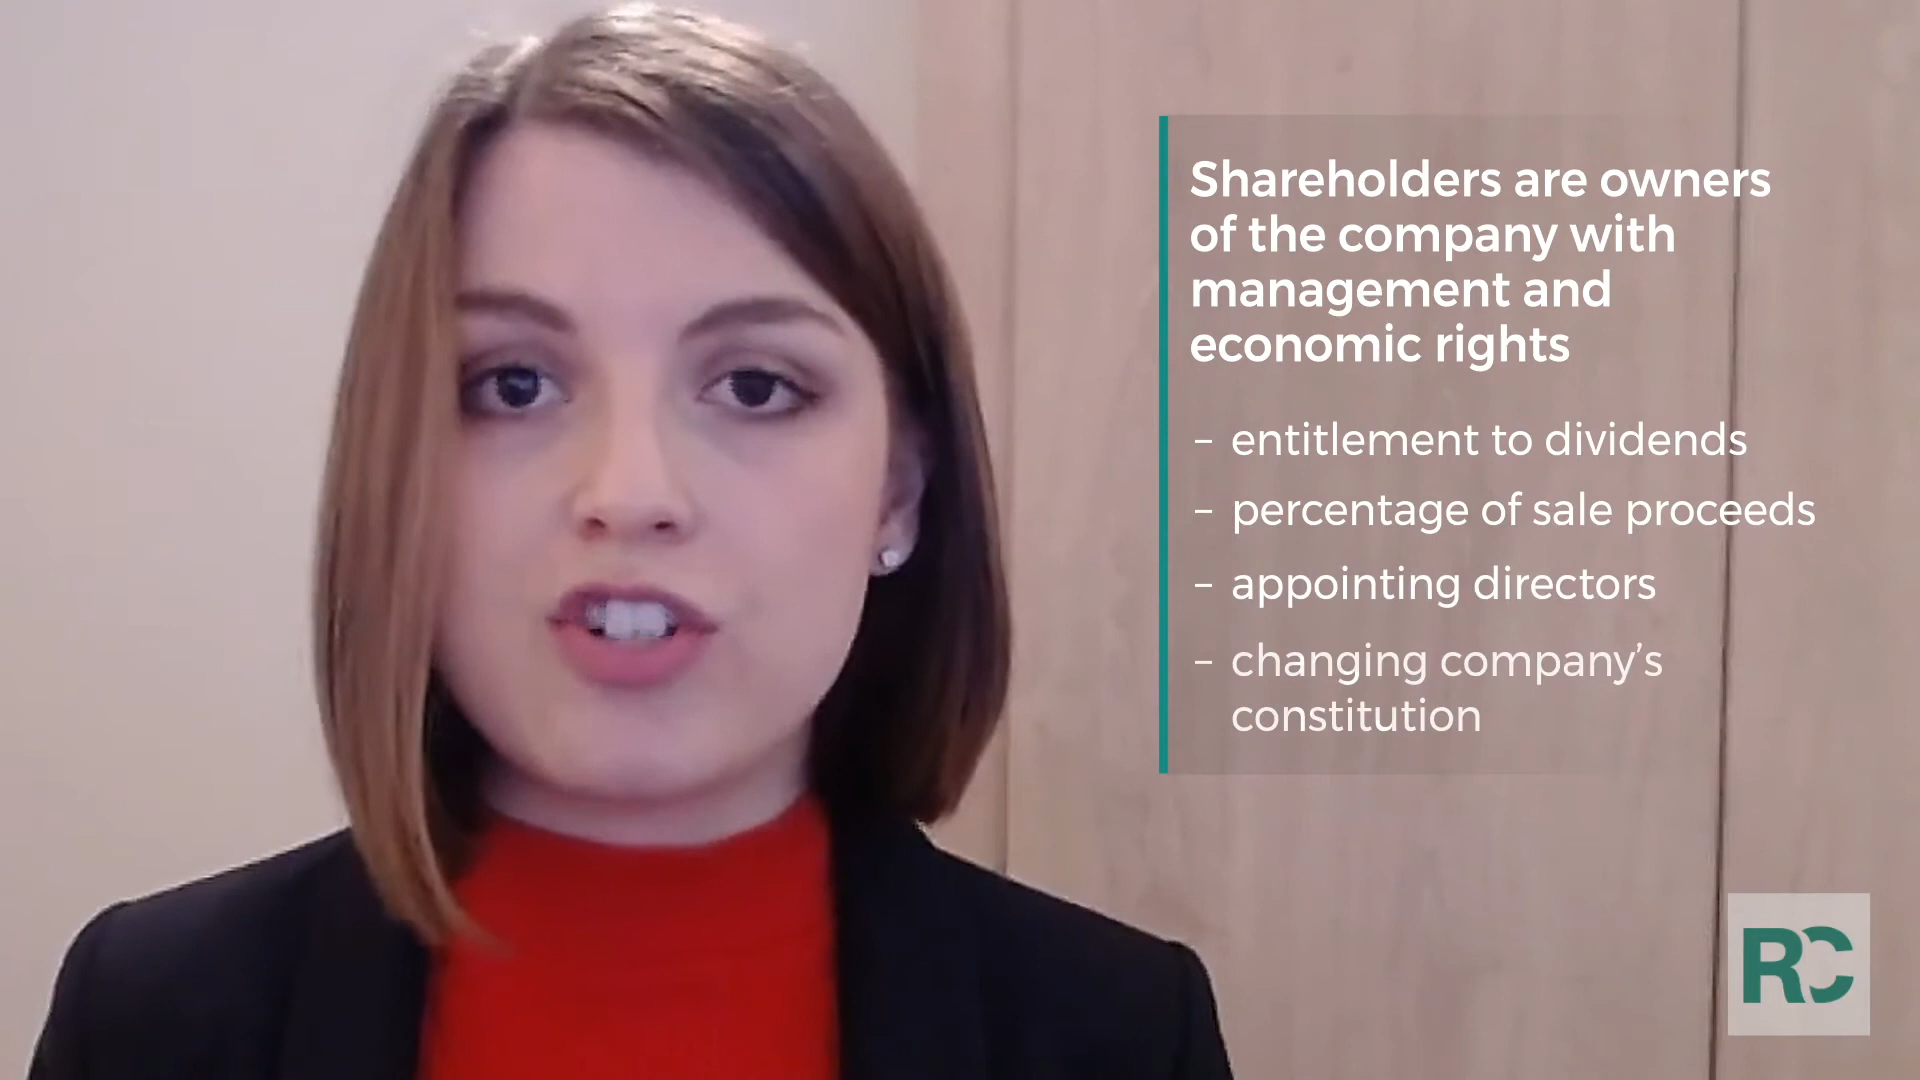 Shareholders are owners
of the company with
management and
economic rights
- entitlement to dividends
- percentage of sale proceeds
- appointing directors
- changing company’s
constitution
RC